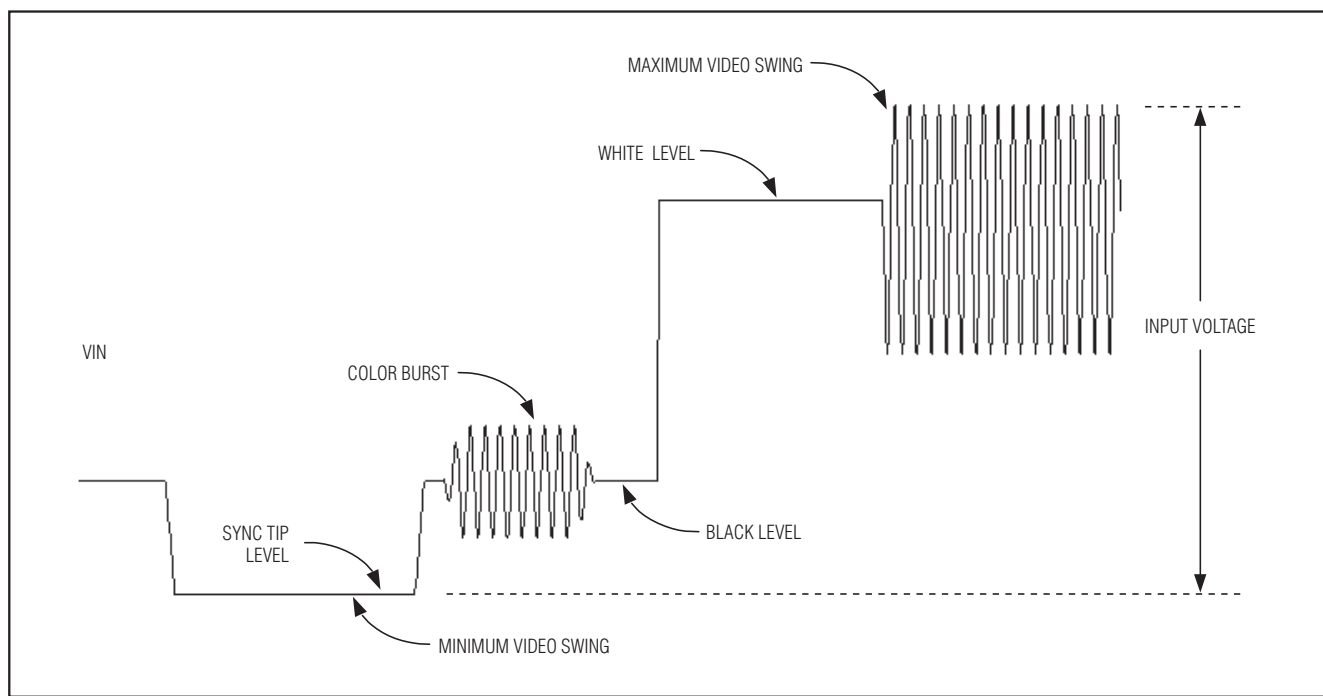 MAXIMUM VIDEO SWING
WHITE LEVEL
INPUT VOLTAGE
VIN
COLOR BURST
SYNC TIP
LEVEL
BLACK LEVEL
MINIMUM VIDEO SWING